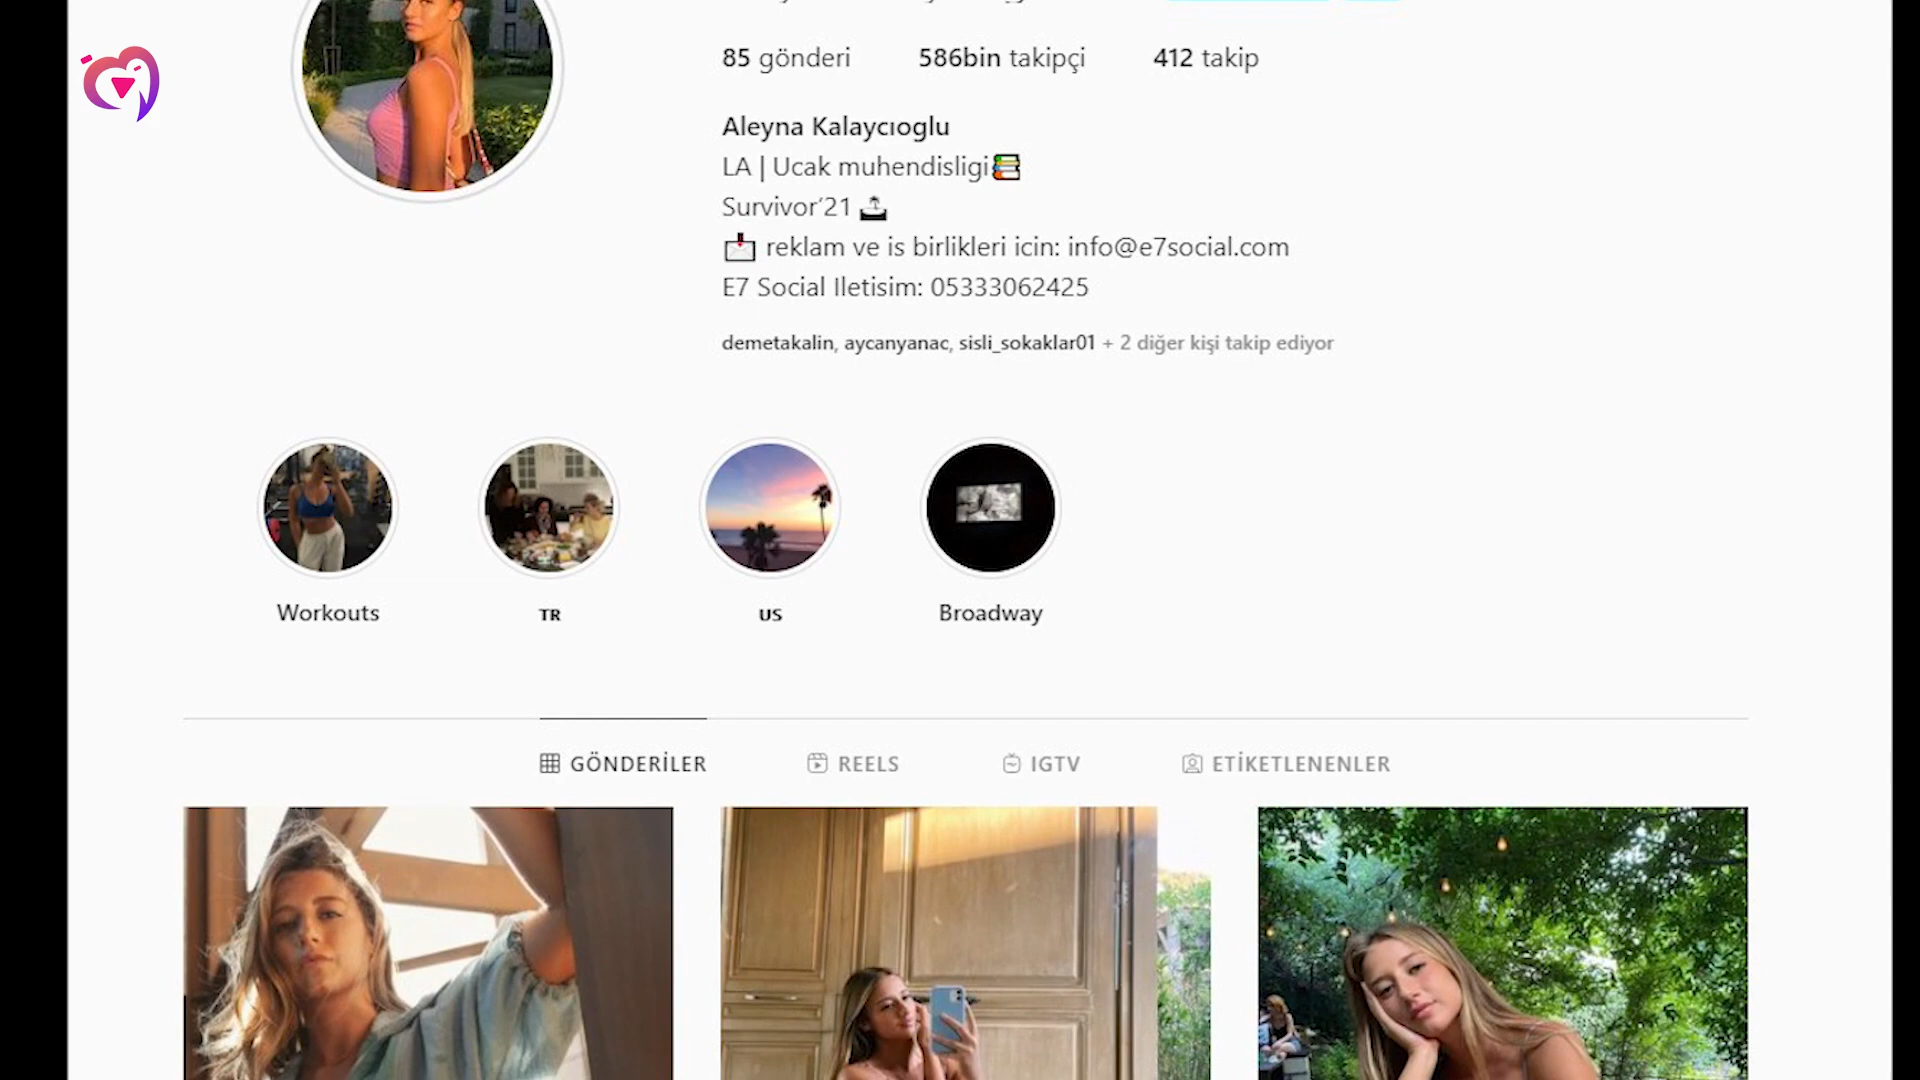 85 gönderi 586bin takipçi 412 takip
Aleyna Kalaycıoglu
LA | Ucak muhendisligi📚
Survivor’21 🏝
📩 reklam ve is birlikleri icin: info@e7social.com
E7 Social Iletisim: 05333062425
demetakalin, aycanyanac, sisli_sokaklar01 + 2 diğer kişi takip ediyor
Workouts TR US Broadway
GÖNDERİLER REELS IGTV ETİKETLENENLER